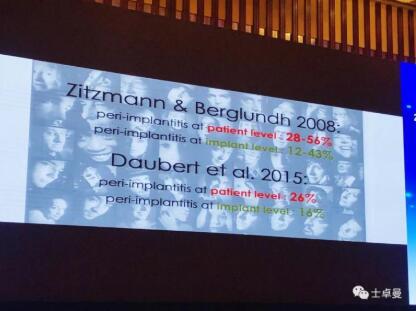 Zitzmann & Berglundh 2008:
peri-implantitis at patient level : 28-56%
peri-implantitis at implant level : 12-43%
Daubert et al. 2015:
peri-implantitis at patient level : 26%
peri-implantitis at implant level : 16%
士卓曼